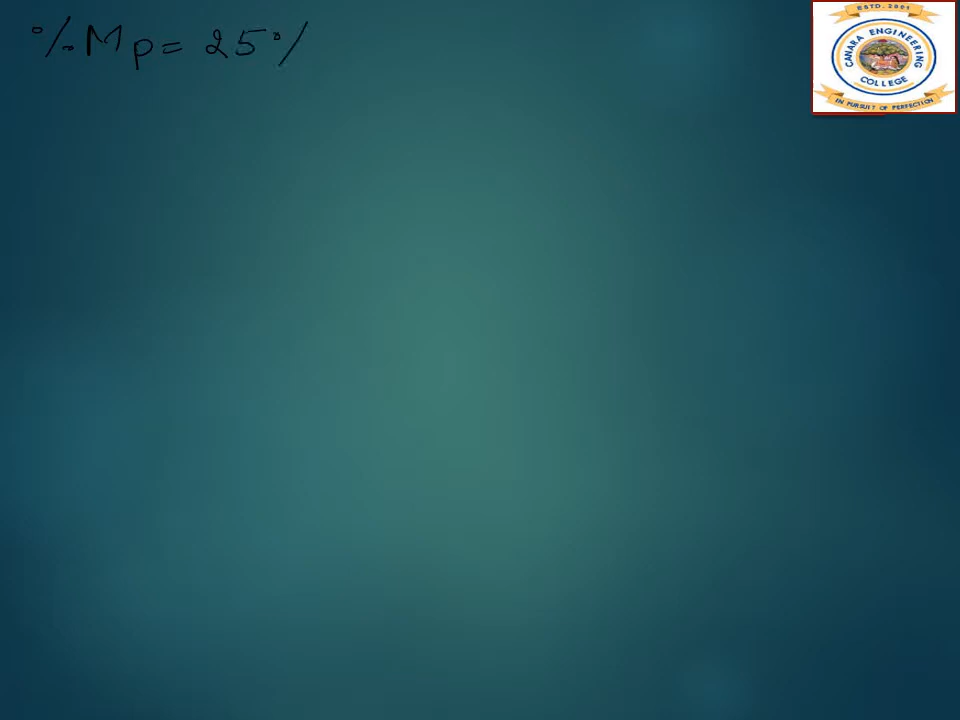 %Mp = 25%
ESTD. 2001
CANARA ENGINEERING COLLEGE
IN PURSUIT OF PERFECTION